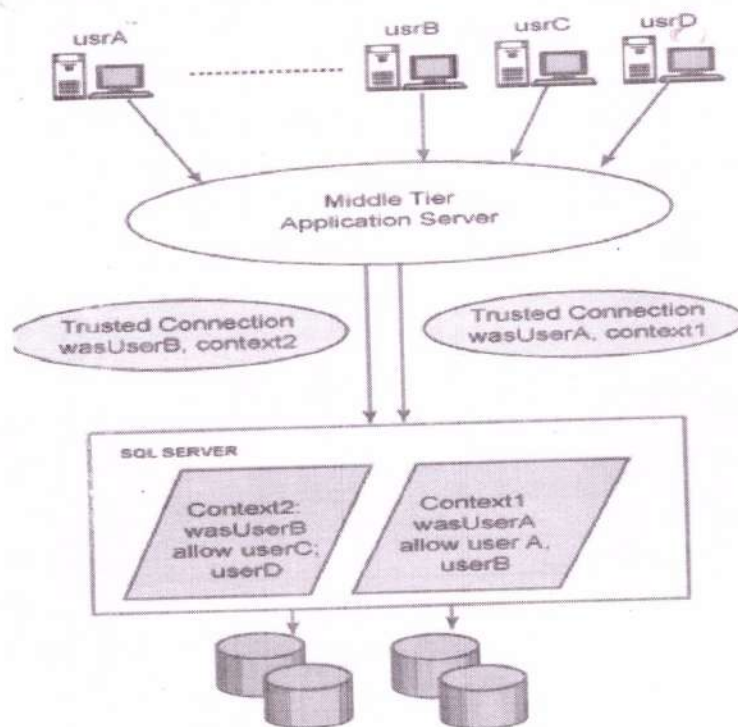 usrA
usrB
usrC
usrD
Middle Tier
Application Server
Trusted Connection
wasUserB, context2
Trusted Connection
wasUserA, context1
SQL SERVER
Context2:
wasUserB
allow userC;
userD
Context1
wasUserA
allow user A,
userB